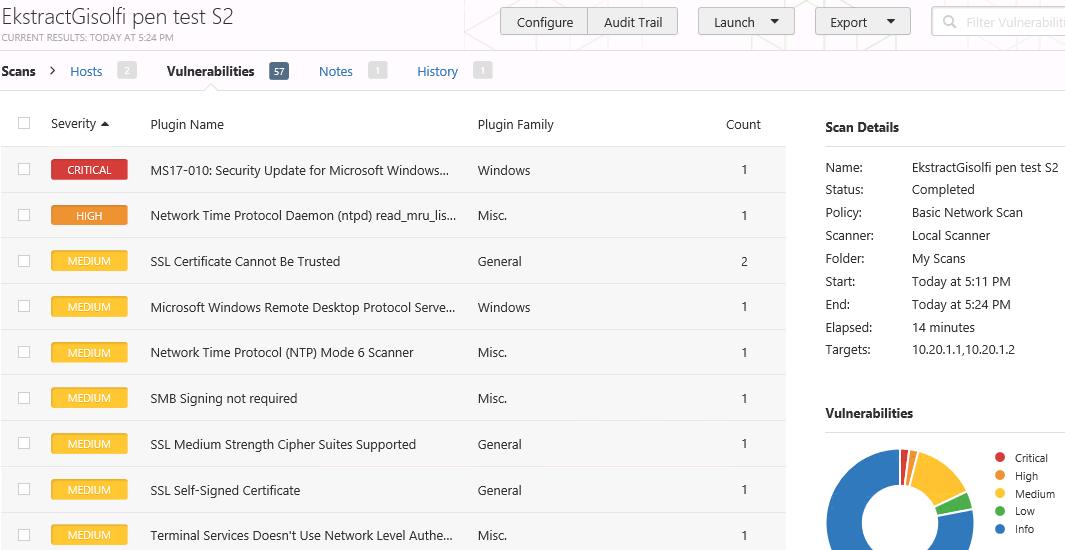 EkstractGisolfi pen test S2
CURRENT RESULTS: TODAY AT 5:24 PM
Configure Audit Trail Launch Export Filter Vulnerabiliti
Scans Hosts 2 Vulnerabilities 57 Notes 1 History 1
Severity Plugin Name Plugin Family Count
CRITICAL MS17-010: Security Update for Microsoft Windows... Windows 1
HIGH Network Time Protocol Daemon (ntpd) read_mru_lis... Misc. 1
MEDIUM SSL Certificate Cannot Be Trusted General 2
MEDIUM Microsoft Windows Remote Desktop Protocol Serve... Windows 1
MEDIUM Network Time Protocol (NTP) Mode 6 Scanner Misc. 1
MEDIUM SMB Signing not required Misc. 1
MEDIUM SSL Medium Strength Cipher Suites Supported General 1
MEDIUM SSL Self-Signed Certificate General 1
MEDIUM Terminal Services Doesn't Use Network Level Authe... Misc. 1
Scan Details
Name: EkstractGisolfi pen test S2
Status: Completed
Policy: Basic Network Scan
Scanner: Local Scanner
Folder: My Scans
Start: Today at 5:11 PM
End: Today at 5:24 PM
Elapsed: 14 minutes
Targets: 10.20.1.1,10.20.1.2
Vulnerabilities
Critical
High
Medium
Low
Info